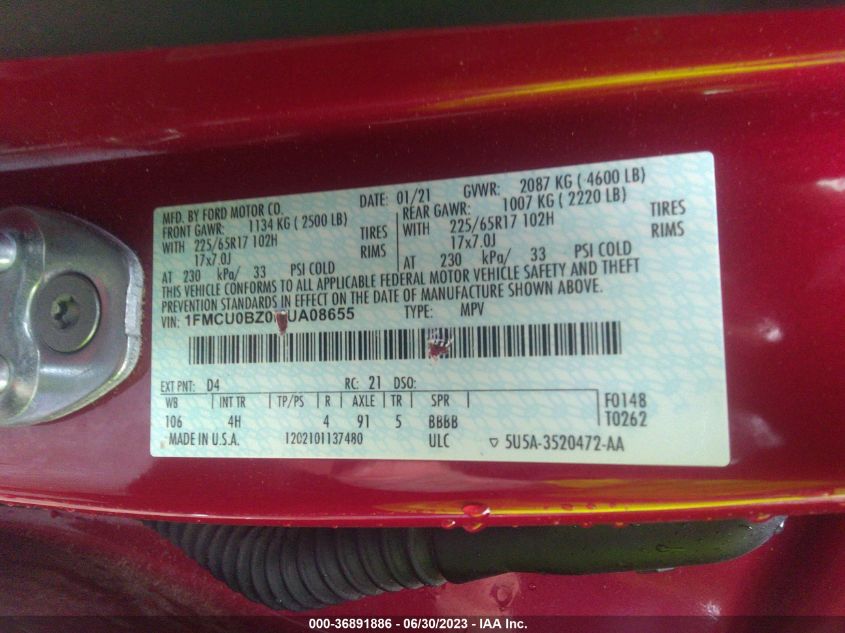 MFD. BY FORD MOTOR CO.
DATE: 01/21 GVWR: 2087 KG ( 4600 LB)
FRONT GAWR: 1134 KG ( 2500 LB)
REAR GAWR: 1007 KG ( 2220 LB)
WITH 225/65R17 102H TIRES
WITH 225/65R17 102H TIRES
17x7.0J RIMS
17x7.0J RIMS
AT 230 kPa/ 33 PSI COLD
AT 230 kPa/ 33 PSI COLD
THIS VEHICLE CONFORMS TO ALL APPLICABLE FEDERAL MOTOR VEHICLE SAFETY AND THEFT
PREVENTION STANDARDS IN EFFECT ON THE DATE OF MANUFACTURE SHOWN ABOVE.
VIN: TYPE: MPV
EXT PNT: D4 RC: 21 DSO:
WB INT TR TP/PS R AXLE TR SPR F0148
106 4H 4 91 5 BBBB T0262
MADE IN U.S.A. 1202101137480 ULC 5U5A-3520472-AA
000-36891886 - 06/30/2023 - IAA Inc.